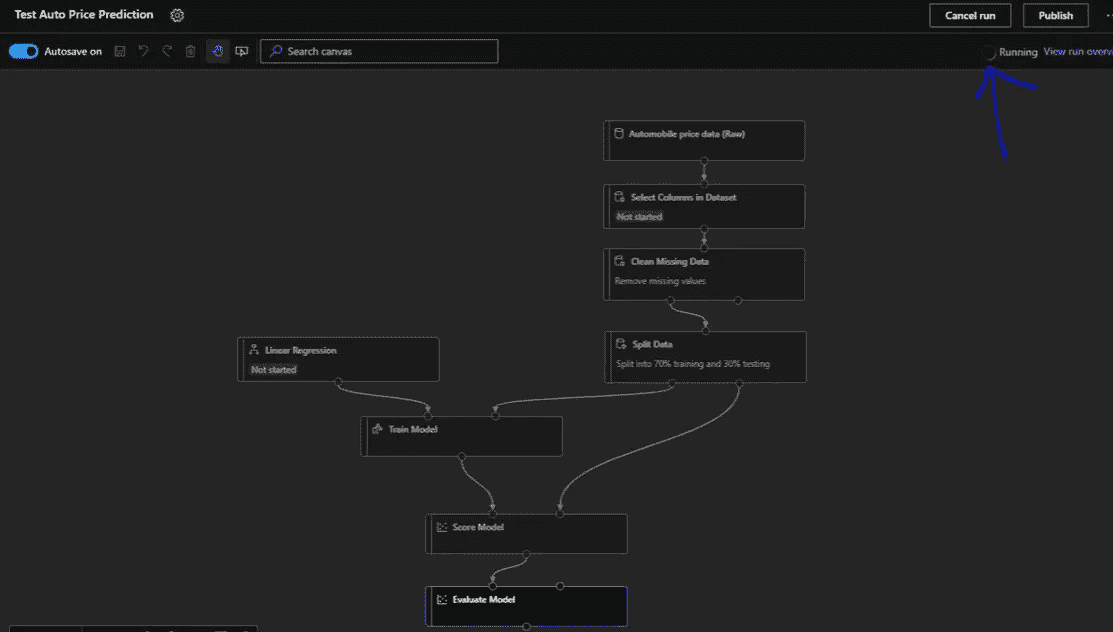 Test Auto Price Prediction
Cancel run
Publish
Autosave on
Search canvas
Running
View run overv
Automobile price data (Raw)
Select Columns in Dataset
Not started
Clean Missing Data
Remove missing values
Split Data
Split into 70% training and 30% testing
Linear Regression
Not started
Train Model
Score Model
Evaluate Model